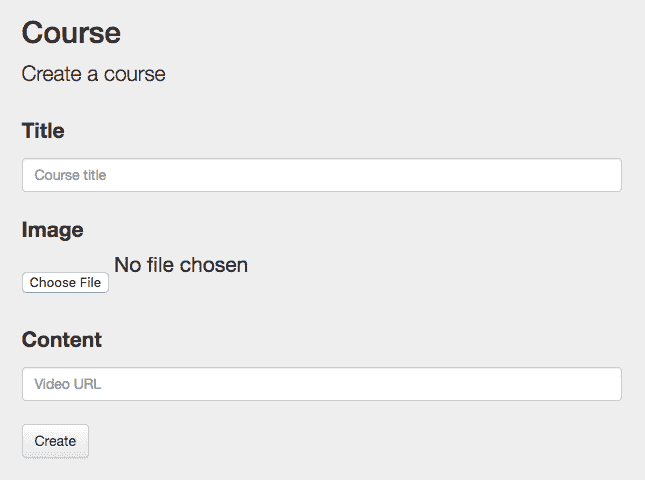 Course
Create a course
Title
Course title
Image
Choose File No file chosen
Content
Video URL
Create